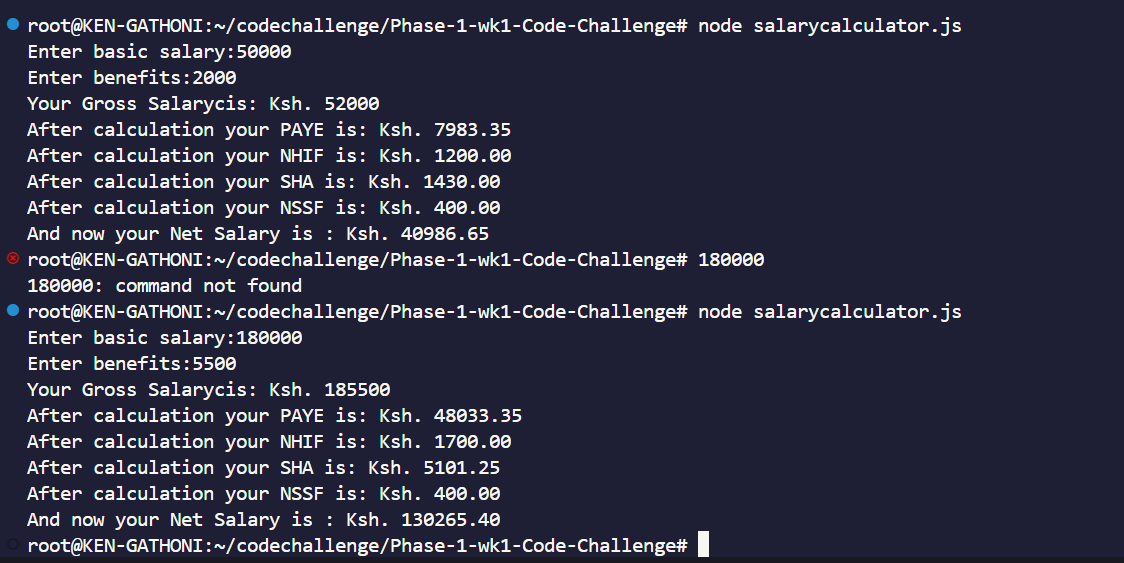 root@KEN-GATHONI:~/codechallenge/Phase-1-wk1-Code-Challenge# node salarycalculator.js
Enter basic salary:50000
Enter benefits:2000
Your Gross Salarycis: Ksh. 52000
After calculation your PAYE is: Ksh. 7983.35
After calculation your NHIF is: Ksh. 1200.00
After calculation your SHA is: Ksh. 1430.00
After calculation your NSSF is: Ksh. 400.00
And now your Net Salary is : Ksh. 40986.65
root@KEN-GATHONI:~/codechallenge/Phase-1-wk1-Code-Challenge# 180000
180000: command not found
root@KEN-GATHONI:~/codechallenge/Phase-1-wk1-Code-Challenge# node salarycalculator.js
Enter basic salary:180000
Enter benefits:5500
Your Gross Salarycis: Ksh. 185500
After calculation your PAYE is: Ksh. 48033.35
After calculation your NHIF is: Ksh. 1700.00
After calculation your SHA is: Ksh. 5101.25
After calculation your NSSF is: Ksh. 400.00
And now your Net Salary is : Ksh. 130265.40
root@KEN-GATHONI:~/codechallenge/Phase-1-wk1-Code-Challenge#